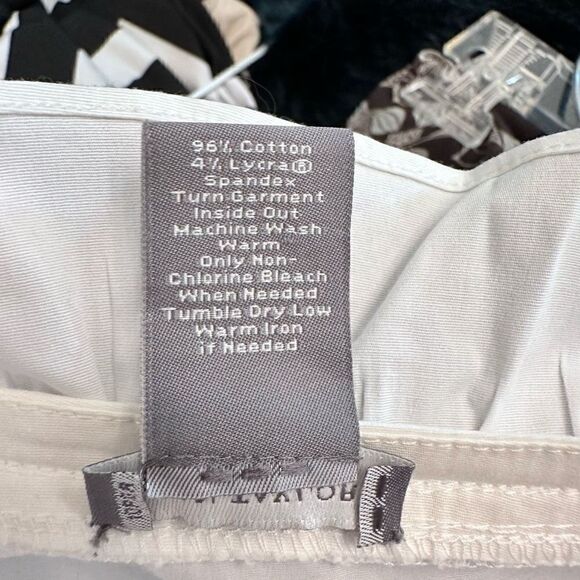 96% Cotton
4% Lycra®
Spandex
Turn Garment
Inside Out
Machine Wash
Warm
Only Non-
Chlorine Bleach
When Needed
Tumble Dry Low
Warm Iron
if Needed
TAYLOR